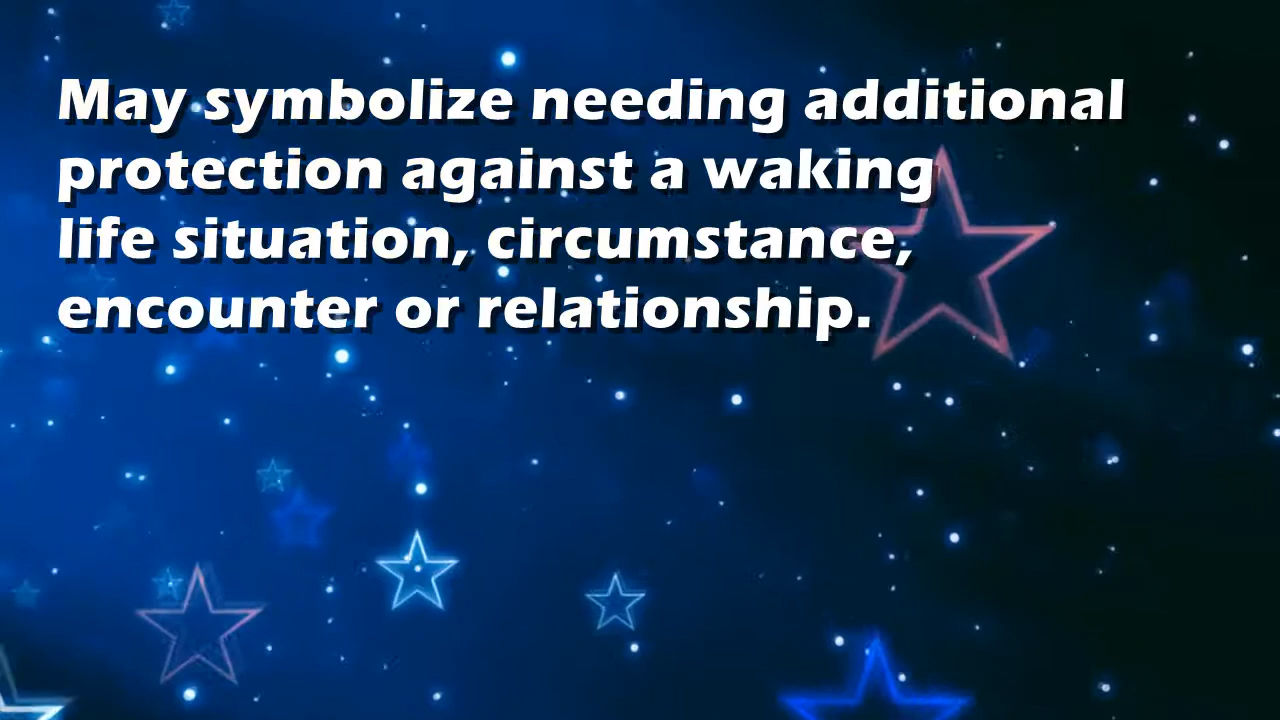 May symbolize needing additional
protection against a waking
life situation, circumstance,
encounter or relationship.